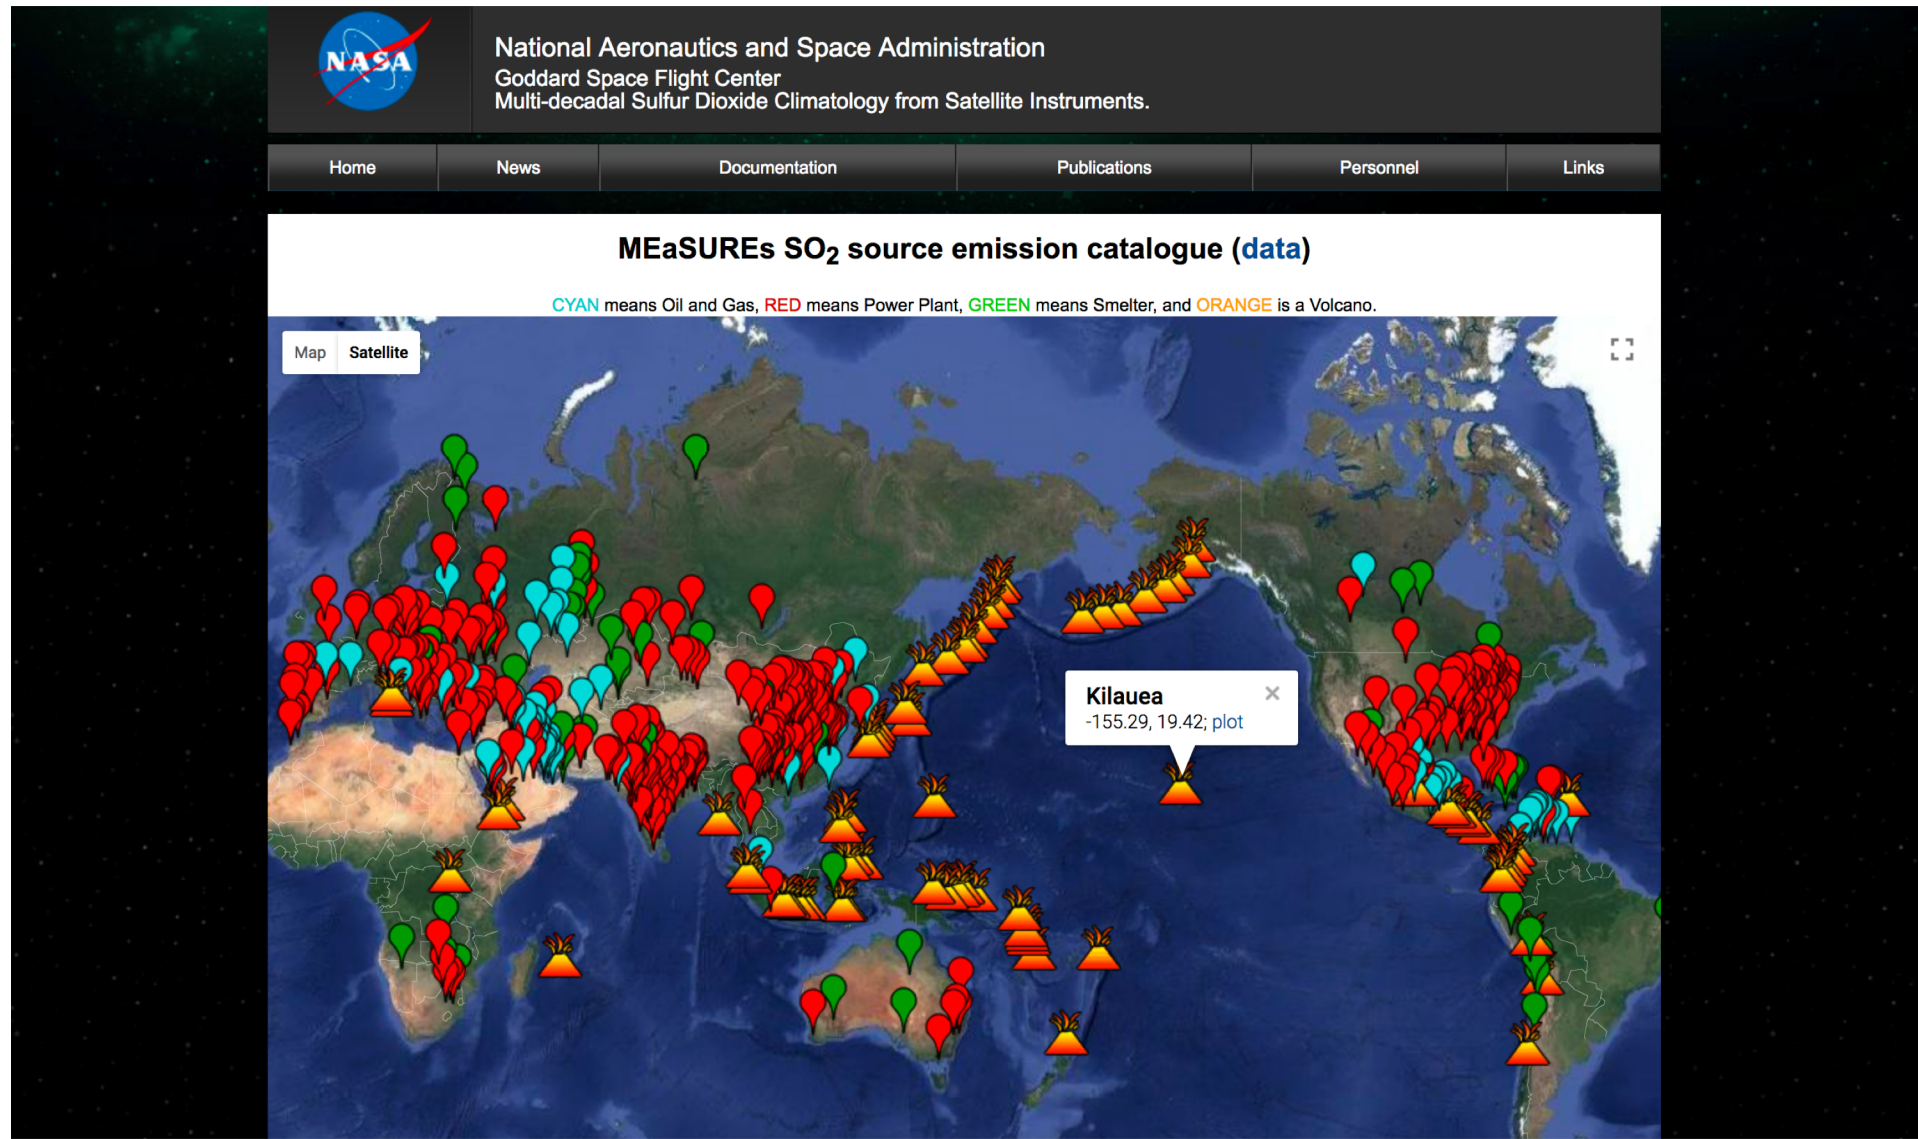 NASA
National Aeronautics and Space Administration
Goddard Space Flight Center
Multi-decadal Sulfur Dioxide Climatology from Satellite Instruments.
Home News Documentation Publications Personnel Links
MEaSUREs SO2 source emission catalogue (data)
CYAN means Oil and Gas, RED means Power Plant, GREEN means Smelter, and ORANGE is a Volcano.
Map Satellite
Kilauea
-155.29, 19.42; plot